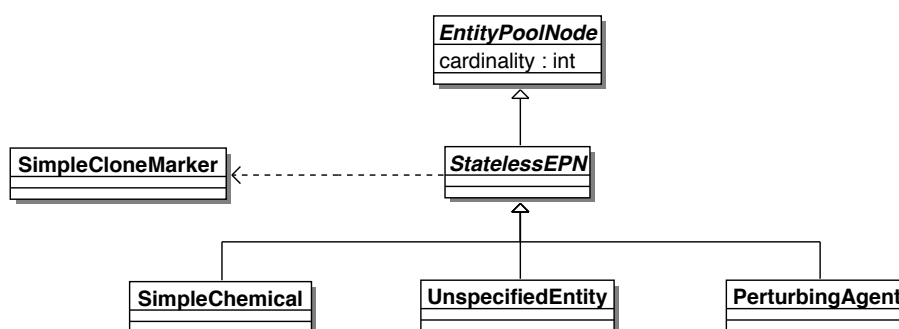 EntityPoolNode
cardinality : int
SimpleCloneMarker
StatelessEPN
SimpleChemical
UnspecifiedEntity
PerturbingAgent